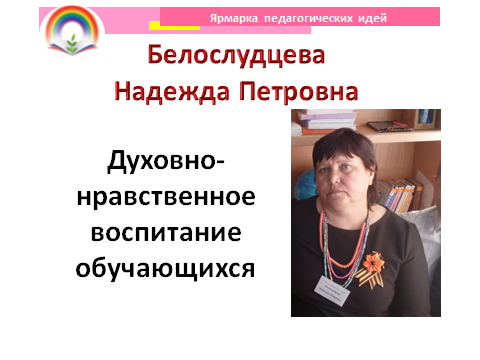 Ярмарка педагогических идей
Белослудцева
Надежда Петровна
Духовно-
нравственное
воспитание
обучающихся